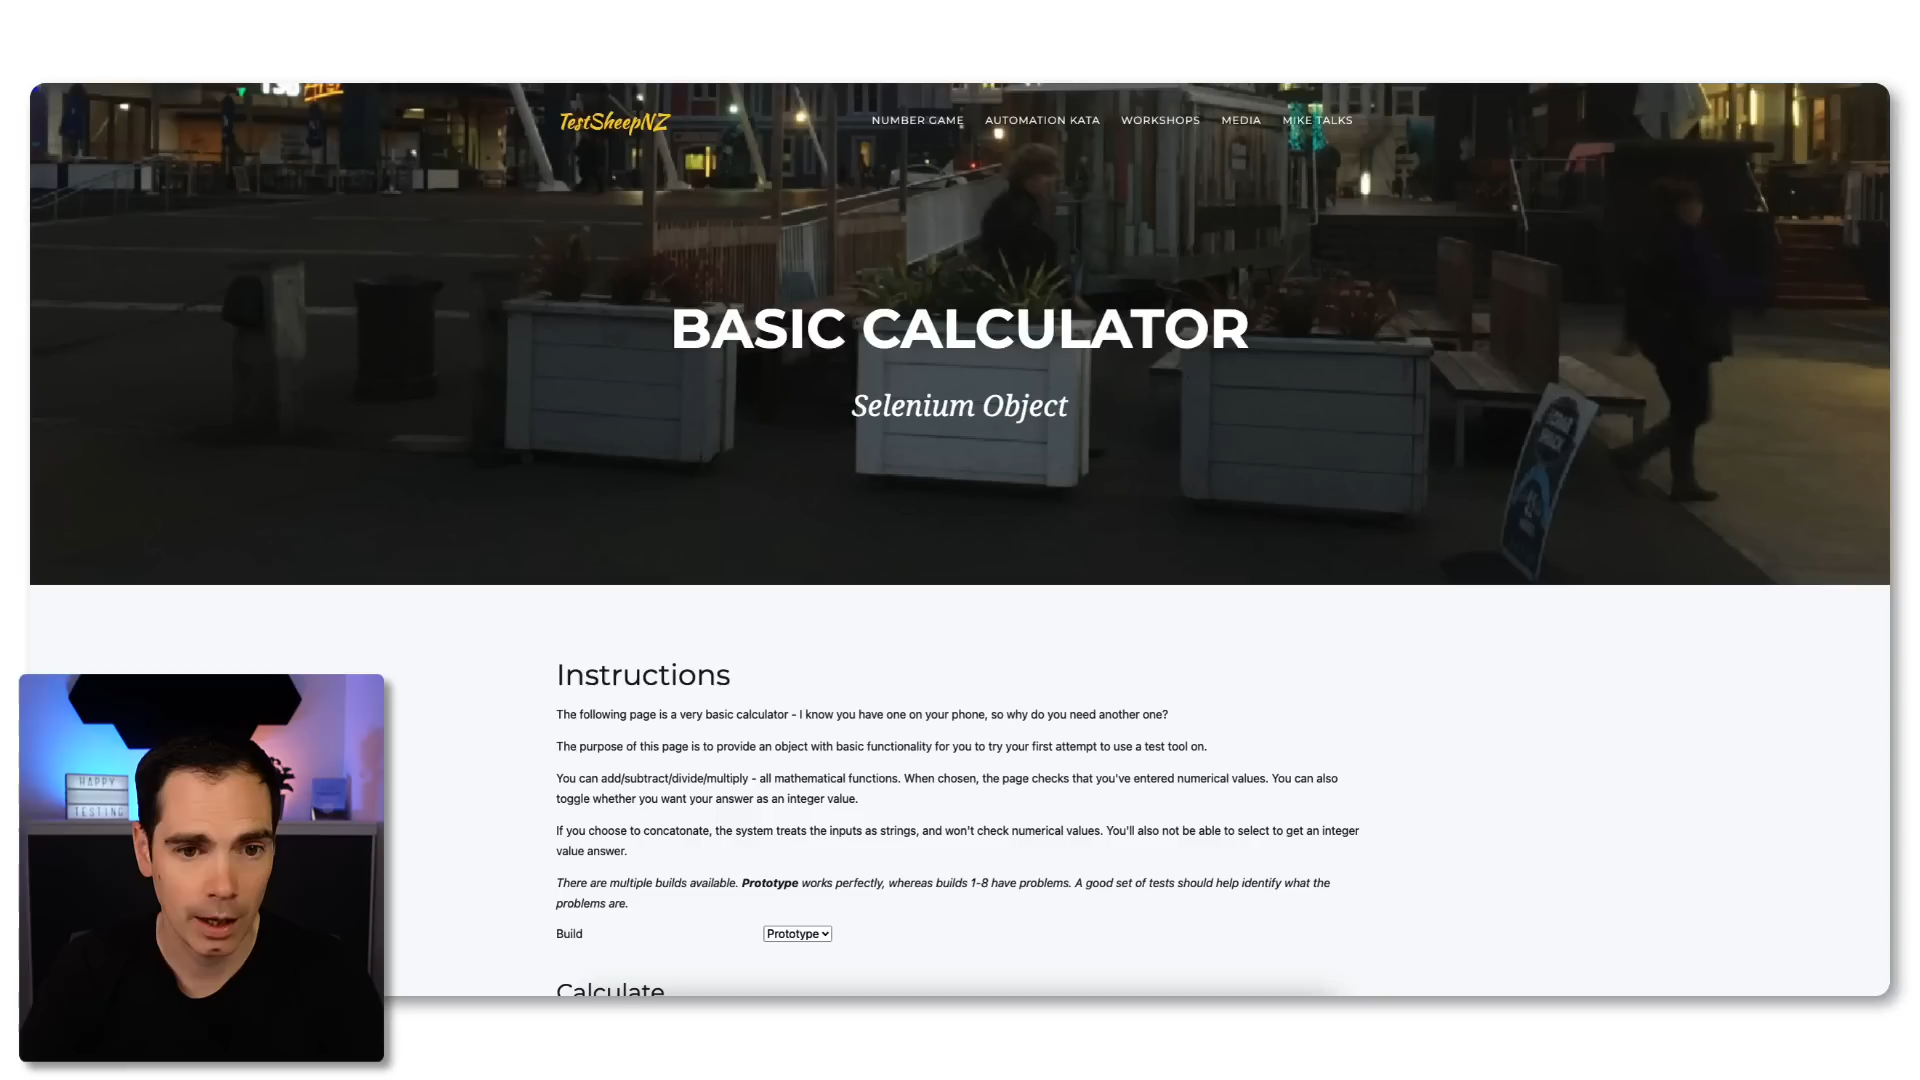 TestSheepNZ
NUMBER GAME AUTOMATION KATA WORKSHOPS MEDIA MIKE TALKS
BASIC CALCULATOR
Selenium Object
Instructions
The following page is a very basic calculator - I know you have one on your phone, so why do you need another one?
The purpose of this page is to provide an object with basic functionality for you to try your first attempt to use a test tool on.
You can add/subtract/divide/multiply - all mathematical functions. When chosen, the page checks that you've entered numerical values. You can also
toggle whether you want your answer as an integer value.
If you choose to concatonate, the system treats the inputs as strings, and won't check numerical values. You'll also not be able to select to get an integer
value answer.
There are multiple builds available. Prototype works perfectly, whereas builds 1-8 have problems. A good set of tests should help identify what the
problems are.
Build Prototype
Calculate
HAPPY
TESTING